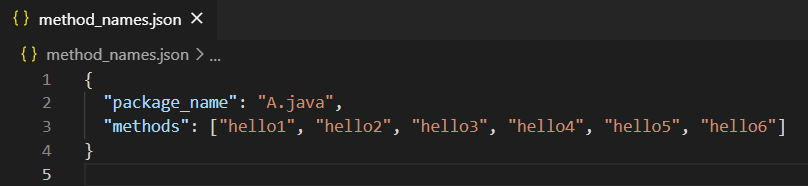 {} method_names.json ×
{} method_names.json > ...
1 {
2   "package_name": "A.java",
3   "methods": ["hello1", "hello2", "hello3", "hello4", "hello5", "hello6"]
4 }
5